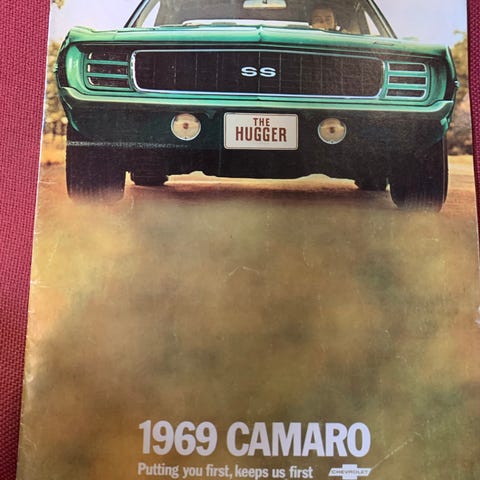 SS
THE
HUGGER
1969 CAMARO
Putting you first, keeps us first
CHEVROLET